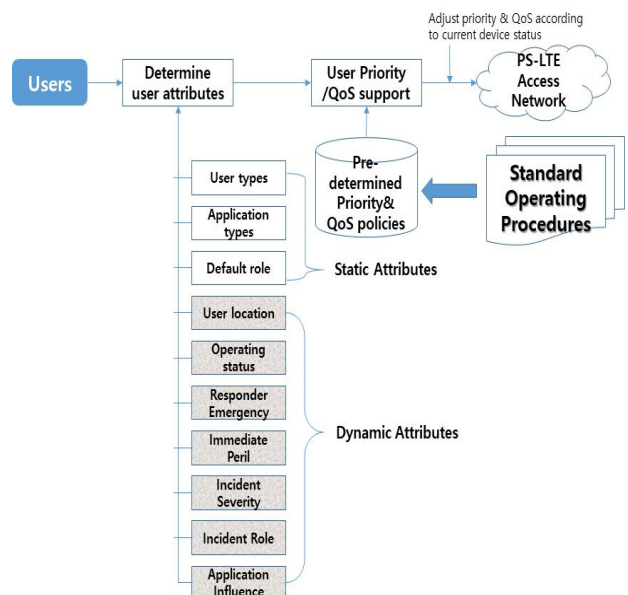 Adjust priority & QoS according
to current device status
Users
Determine
user attributes
User Priority
/QoS support
PS-LTE
Access
Network
Pre-
determined
Priority&
QoS policies
Standard
Operating
Procedures
User types
Application
types
Default role
Static Attributes
User location
Operating
status
Responder
Emergency
Immediate
Peril
Incident
Severity
Incident Role
Application
Influence
Dynamic Attributes